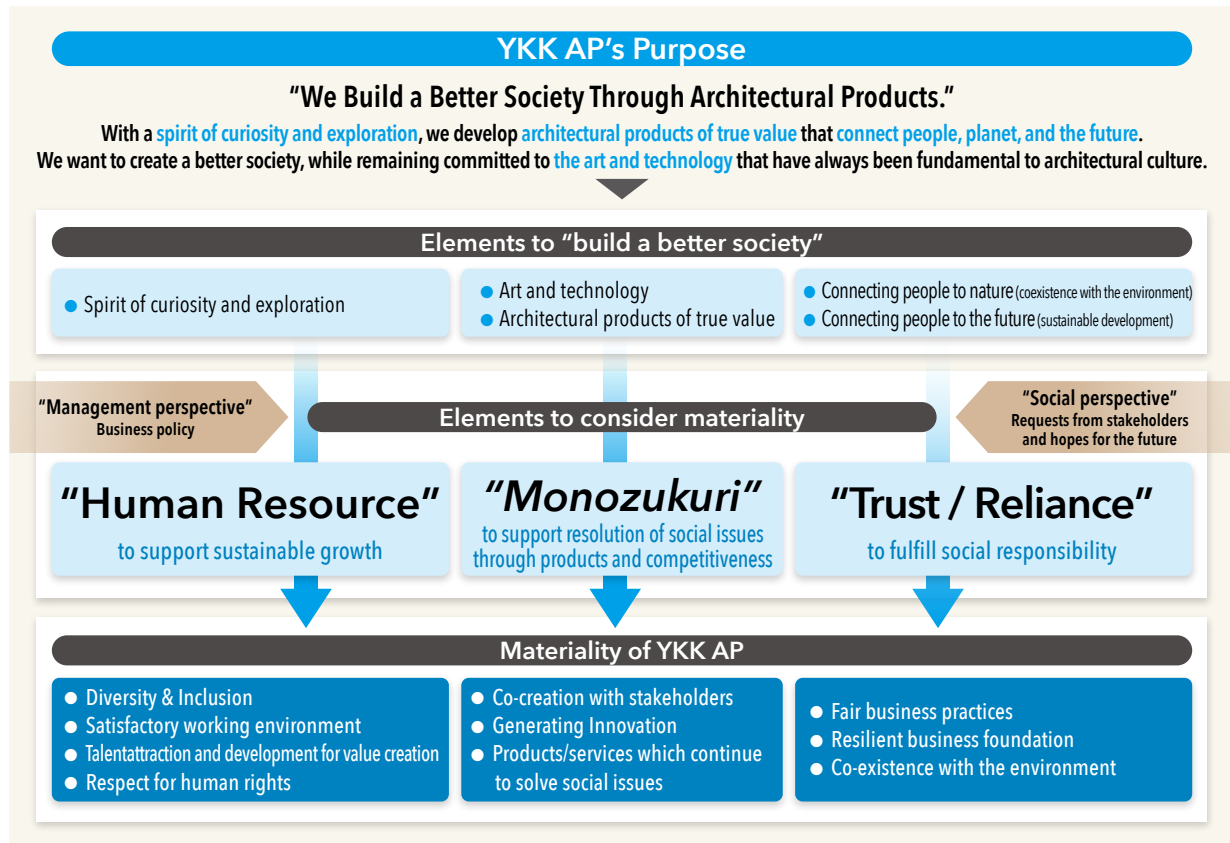 YKK AP’s Purpose
“We Build a Better Society Through Architectural Products.”
With a spirit of curiosity and exploration, we develop architectural products of true value that connect people, planet, and the future.
We want to create a better society, while remaining committed to the art and technology that have always been fundamental to architectural culture.
Elements to “build a better society”
● Spirit of curiosity and exploration
● Art and technology
● Architectural products of true value
● Connecting people to nature (coexistence with the environment)
● Connecting people to the future (sustainable development)
“Management perspective”
Business policy
Elements to consider materiality
“Social perspective”
Requests from stakeholders
and hopes for the future
“Human Resource”
to support sustainable growth
“Monozukuri”
to support resolution of social issues
through products and competitiveness
“Trust / Reliance”
to fulfill social responsibility
Materiality of YKK AP
● Diversity & Inclusion
● Satisfactory working environment
● Talentattraction and development for value creation
● Respect for human rights
● Co-creation with stakeholders
● Generating Innovation
● Products/services which continue
to solve social issues
● Fair business practices
● Resilient business foundation
● Co-existence with the environment